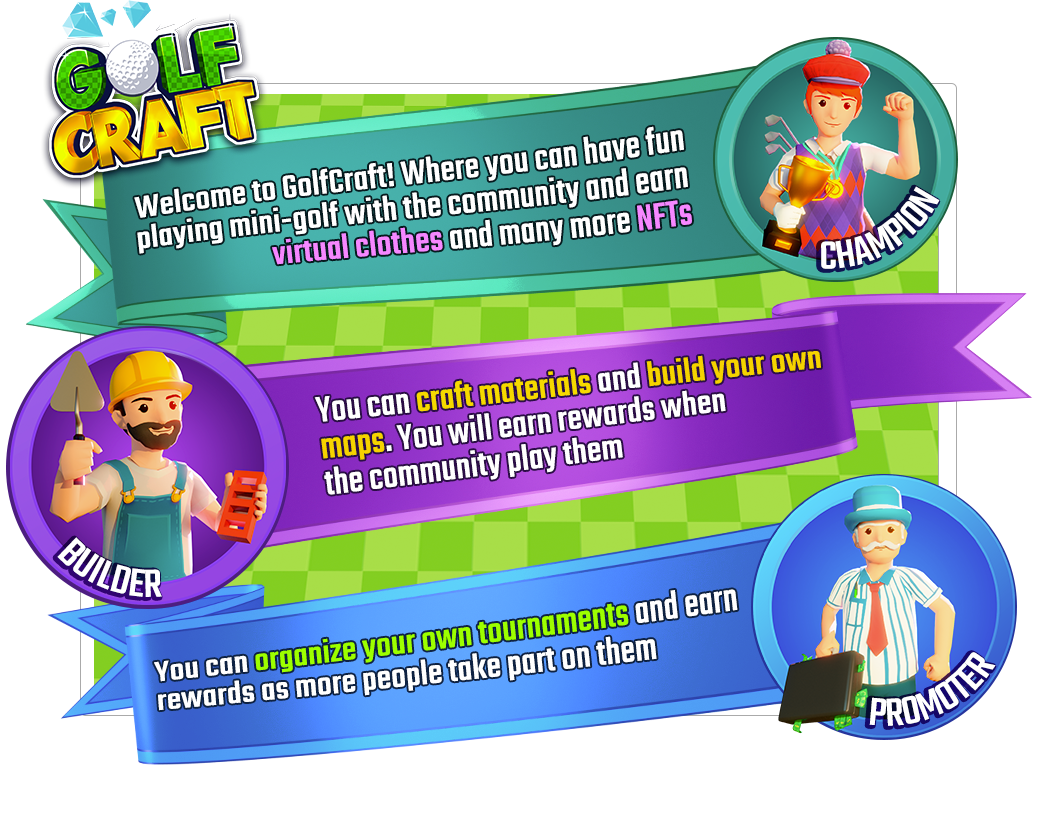 GOLF
CRAFT
Welcome to GolfCraft! Where you can have fun
playing mini-golf with the community and earn
virtual clothes and many more NFTs
CHAMPION
You can craft materials and build your own
maps. You will earn rewards when
the community play them
BUILDER
You can organize your own tournaments and earn
rewards as more people take part on them
PROMOTER